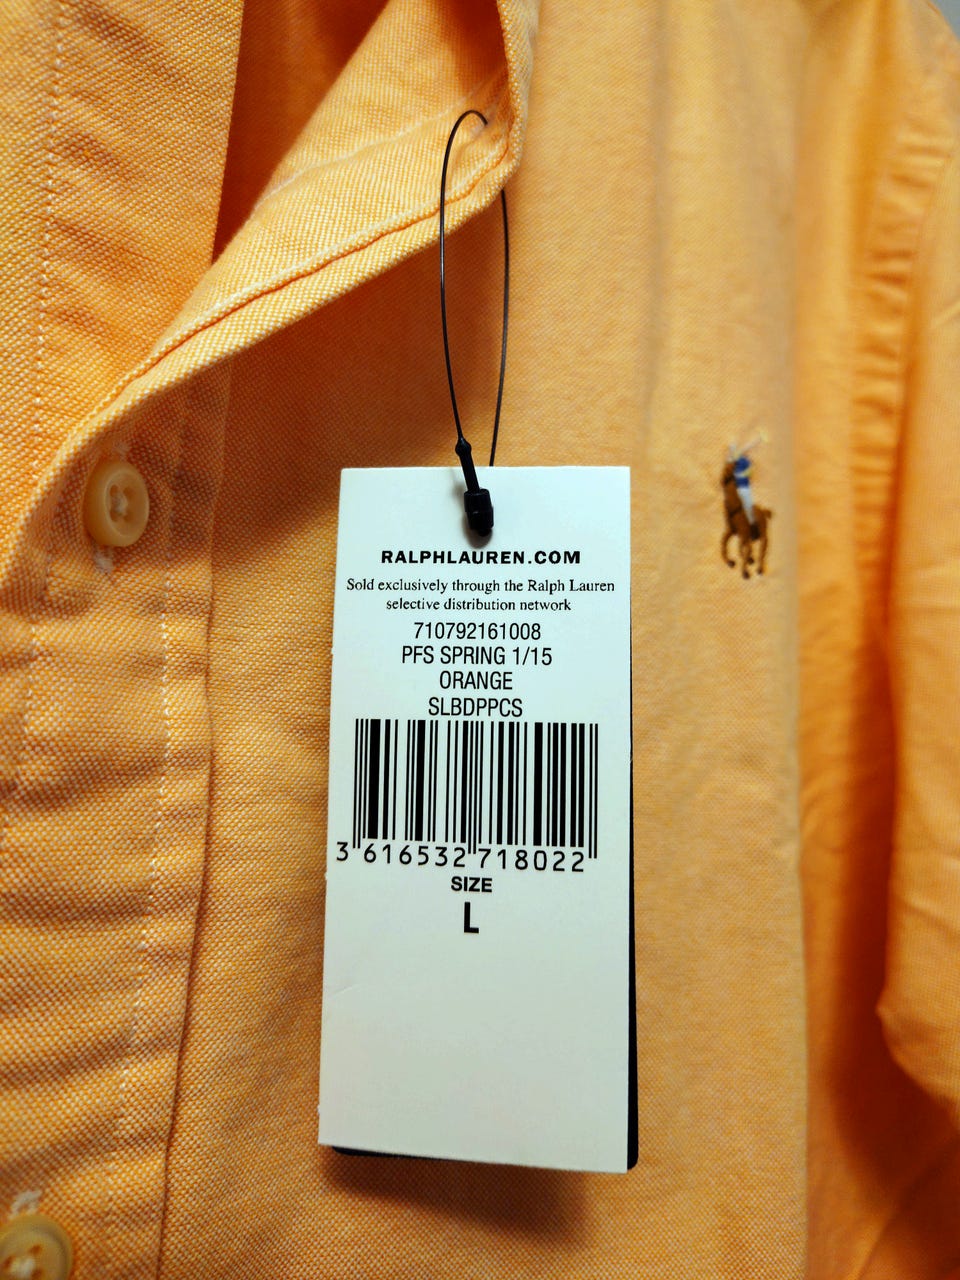 RALPHLAUREN.COM
Sold exclusively through the Ralph Lauren
selective distribution network
710792161008
PFS SPRING 1/15
ORANGE
SLBDPPCS
3 616532 718022
SIZE
L